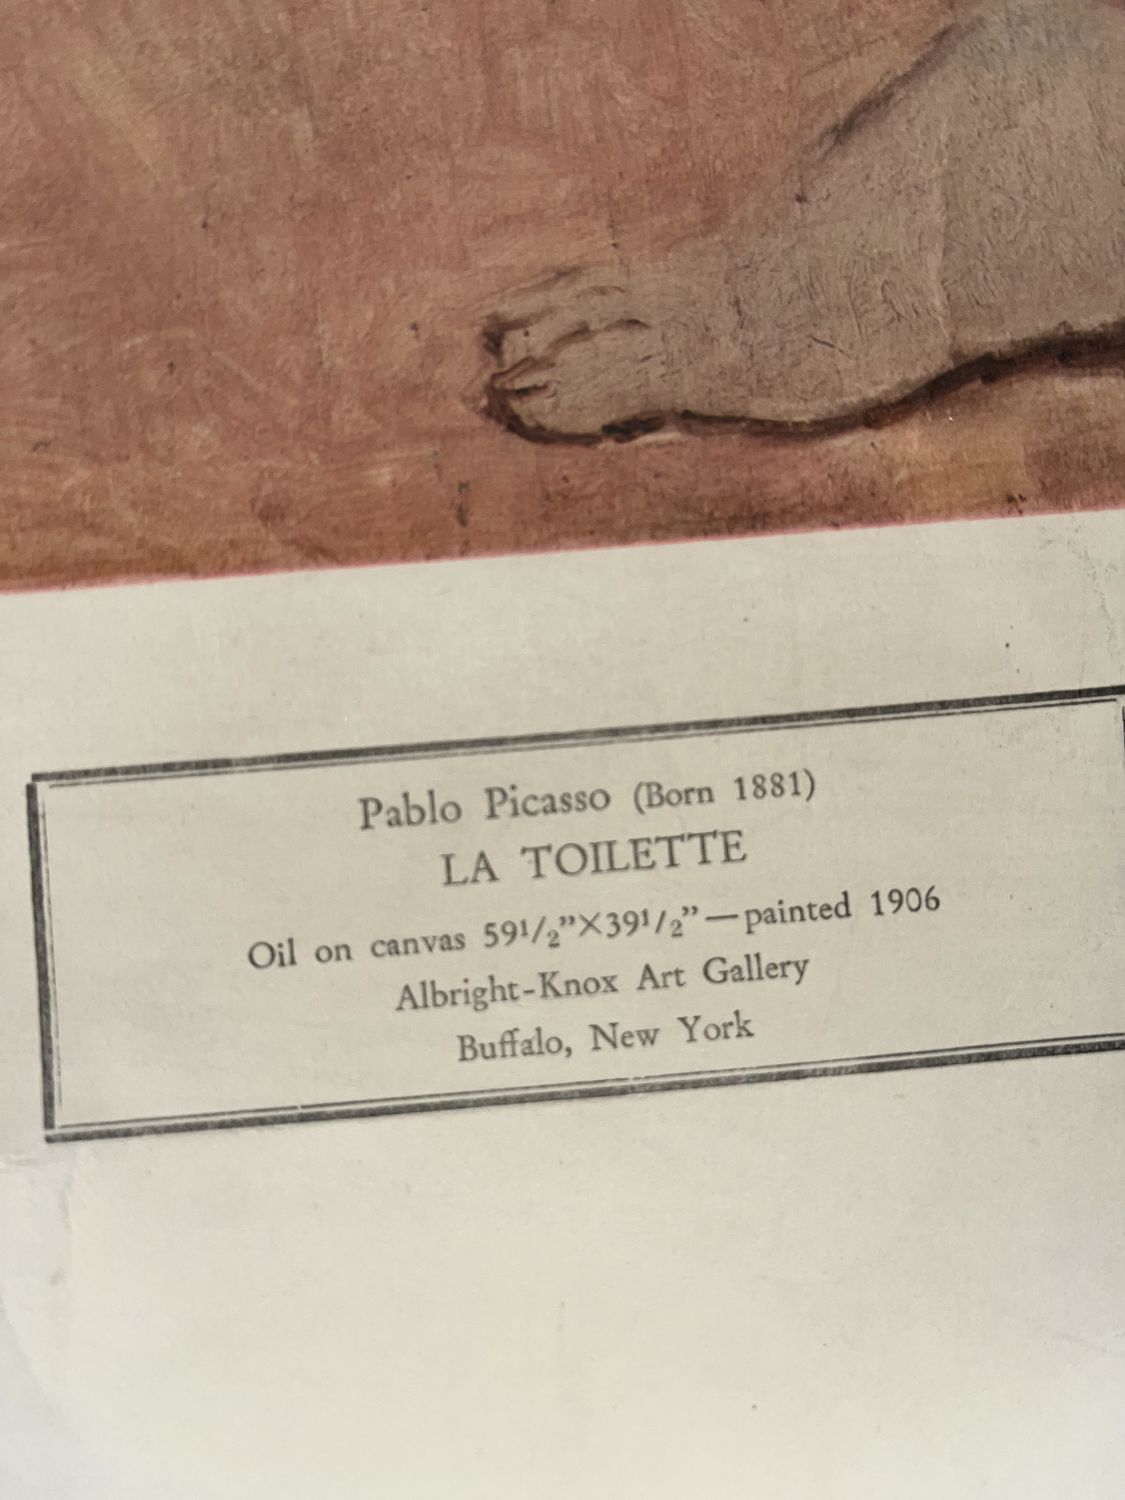 Pablo Picasso (Born 1881)
LA TOILETTE
Oil on canvas 59¹/₂”×39¹/₂”—painted 1906
Albright-Knox Art Gallery
Buffalo, New York